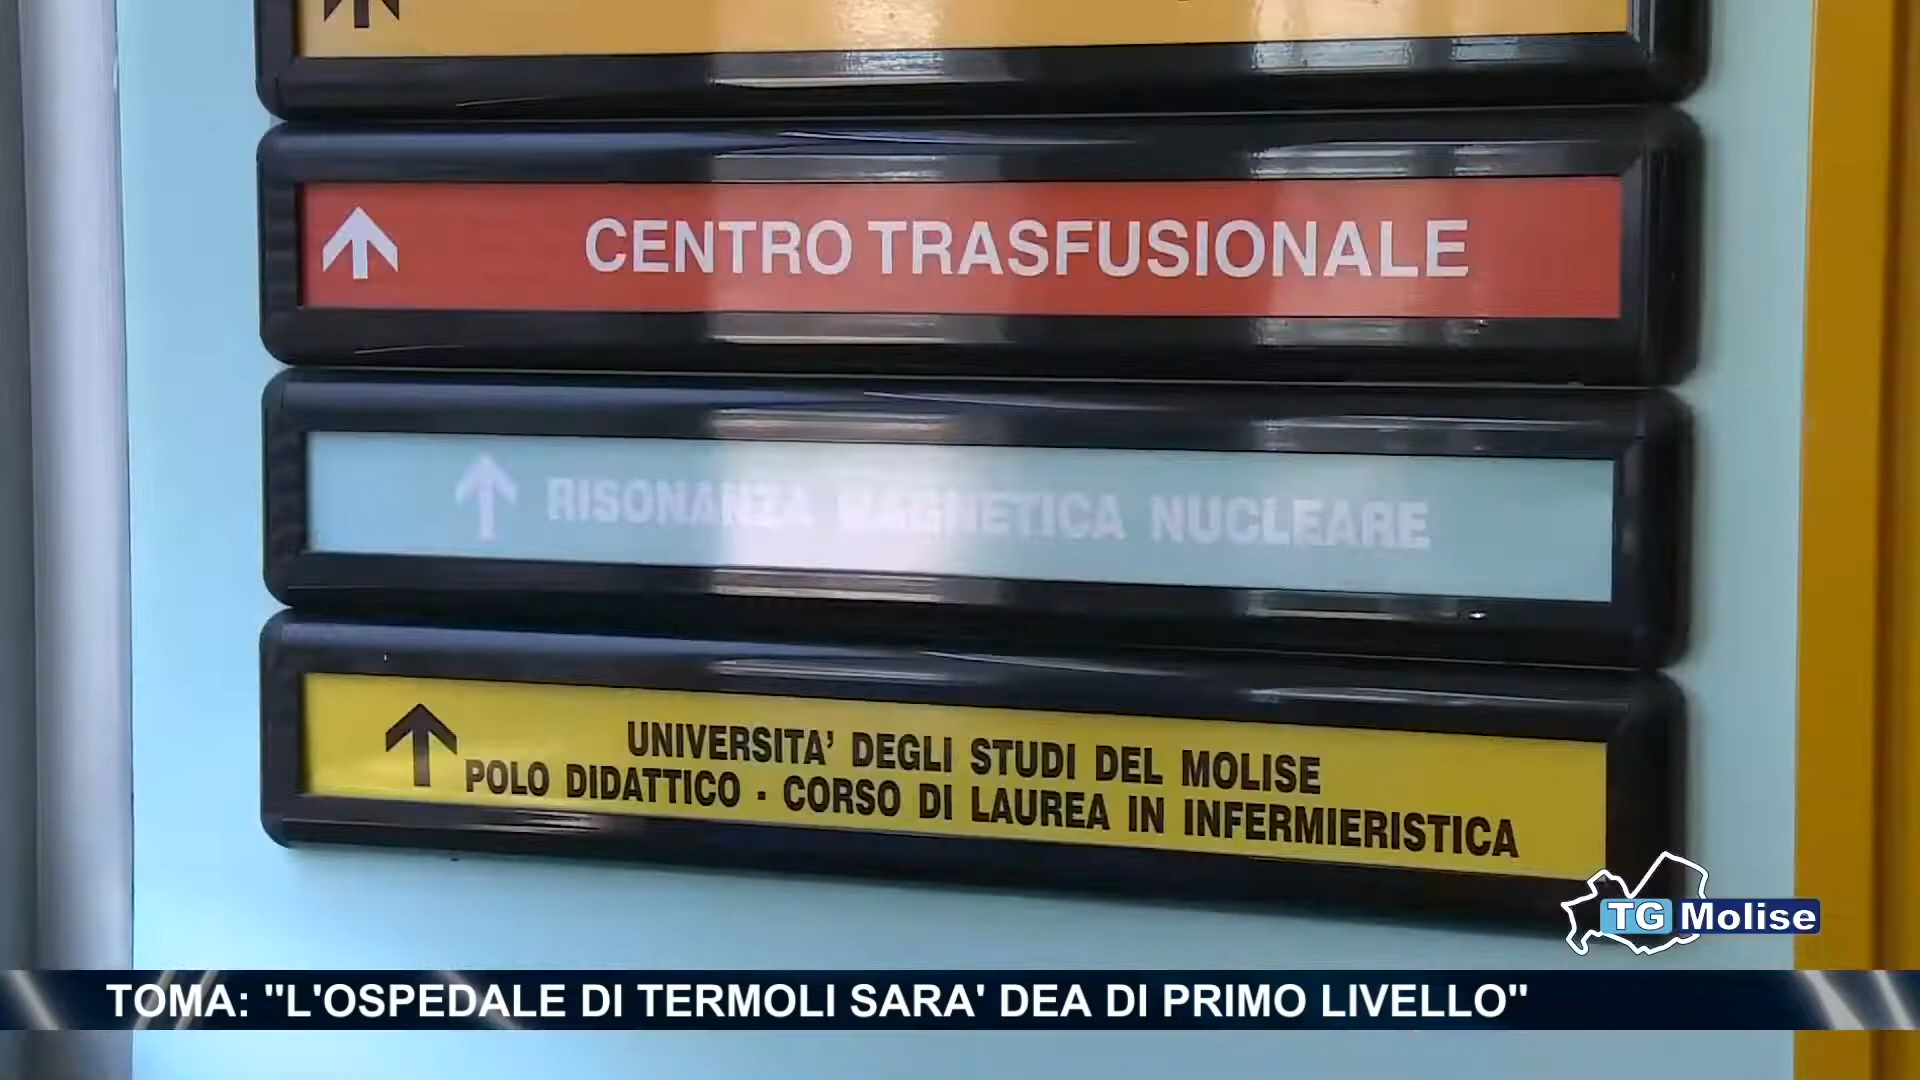 CENTRO TRASFUSIONALE
RISONANZA MAGNETICA NUCLEARE
UNIVERSITA' DEGLI STUDI DEL MOLISE
POLO DIDATTICO - CORSO DI LAUREA IN INFERMIERISTICA
TG Molise
TOMA: "L'OSPEDALE DI TERMOLI SARA' DEA DI PRIMO LIVELLO"